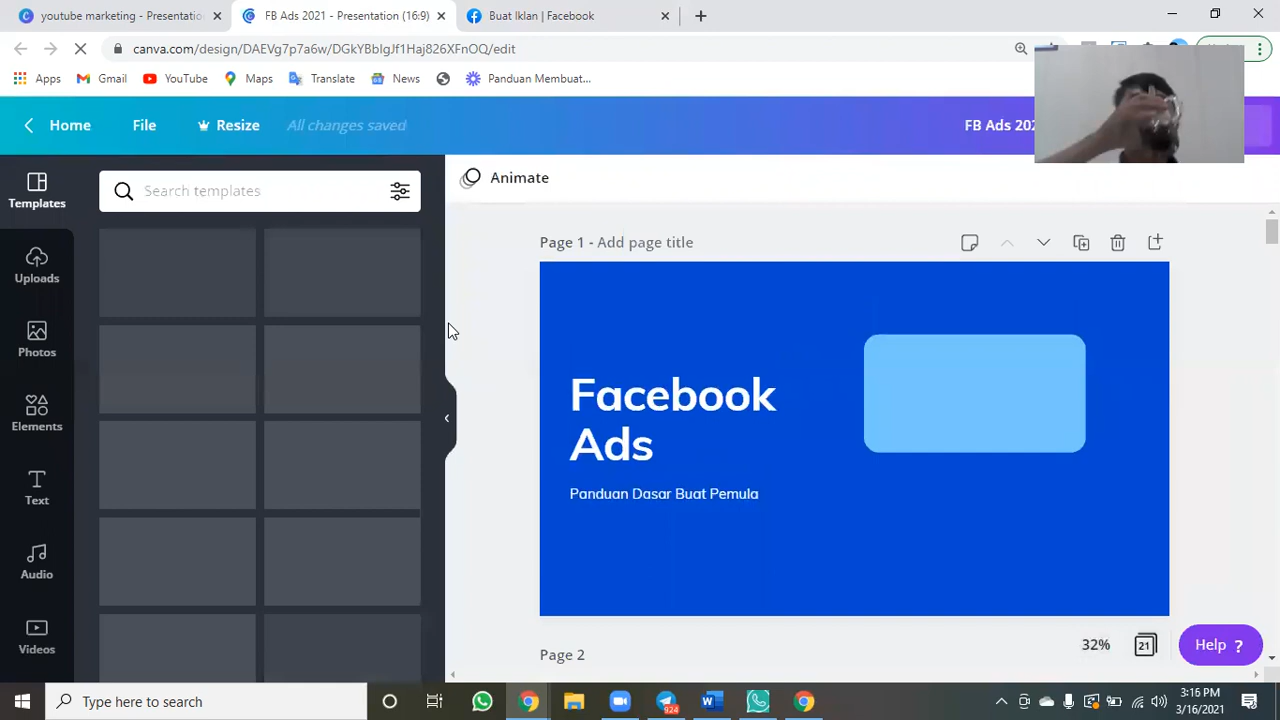 youtube marketing - Presentatio
FB Ads 2021 - Presentation (16:9)
Buat Iklan | Facebook
canva.com/design/DAEVg7p7a6w/DGkYBbIgJf1Haj826XFnOQ/edit
Apps
Gmail
YouTube
Maps
Translate
News
Panduan Membuat...
Home
File
Resize
All changes saved
FB Ads 202
Templates
Search templates
Animate
Uploads
Page 1 - Add page title
Photos
Elements
Facebook
Ads
Panduan Dasar Buat Pemula
Text
Audio
Videos
Page 2
32%
21
Help ?
Type here to search
924
3:16 PM
3/16/2021